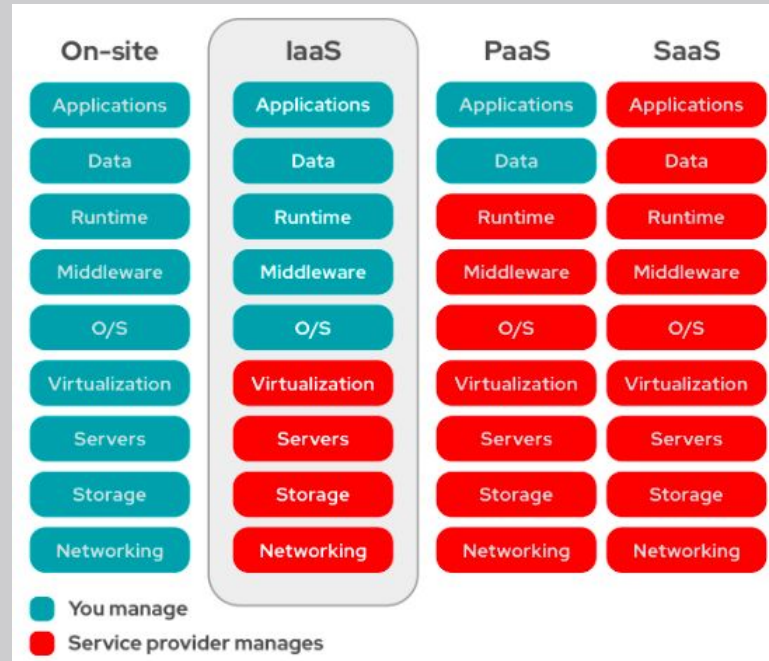 On-site IaaS PaaS SaaS
Applications Applications Applications Applications
Data Data Data Data
Runtime Runtime Runtime Runtime
Middleware Middleware Middleware Middleware
O/S O/S O/S O/S
Virtualization Virtualization Virtualization Virtualization
Servers Servers Servers Servers
Storage Storage Storage Storage
Networking Networking Networking Networking
You manage
Service provider manages